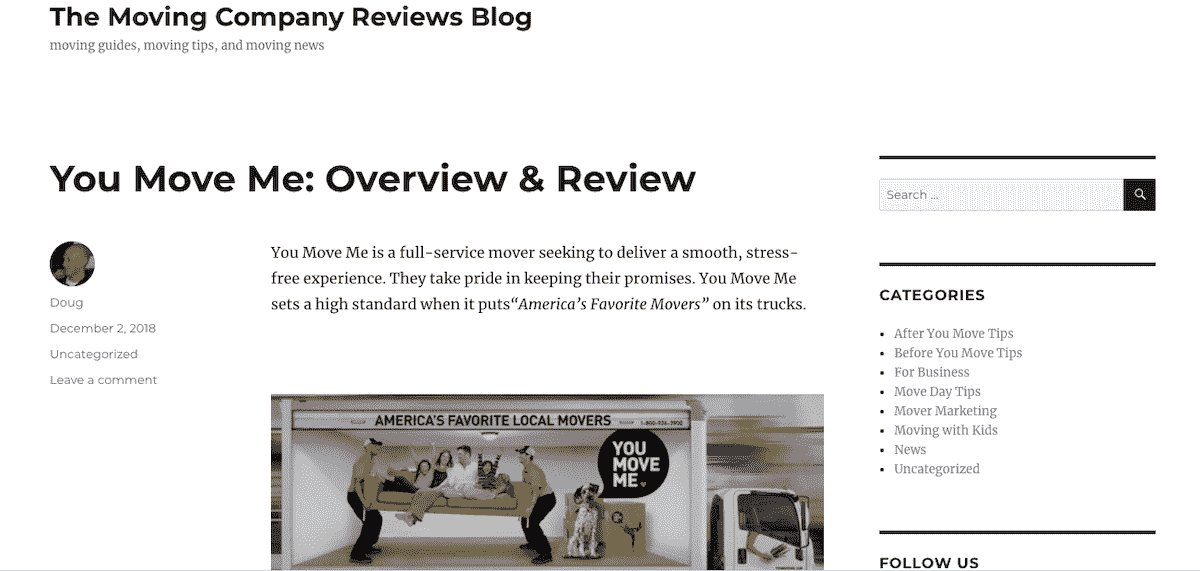 The Moving Company Reviews Blog
moving guides, moving tips, and moving news
You Move Me: Overview & Review
Doug
December 2, 2018
Uncategorized
Leave a comment
You Move Me is a full-service mover seeking to deliver a smooth, stress-
free experience. They take pride in keeping their promises. You Move Me
sets a high standard when it puts“America’s Favorite Movers” on its trucks.
AMERICA'S FAVORITE LOCAL MOVERS
1-800-926-3900
YOU
MOVE
ME
Search …
CATEGORIES
After You Move Tips
Before You Move Tips
For Business
Move Day Tips
Mover Marketing
Moving with Kids
News
Uncategorized
FOLLOW US